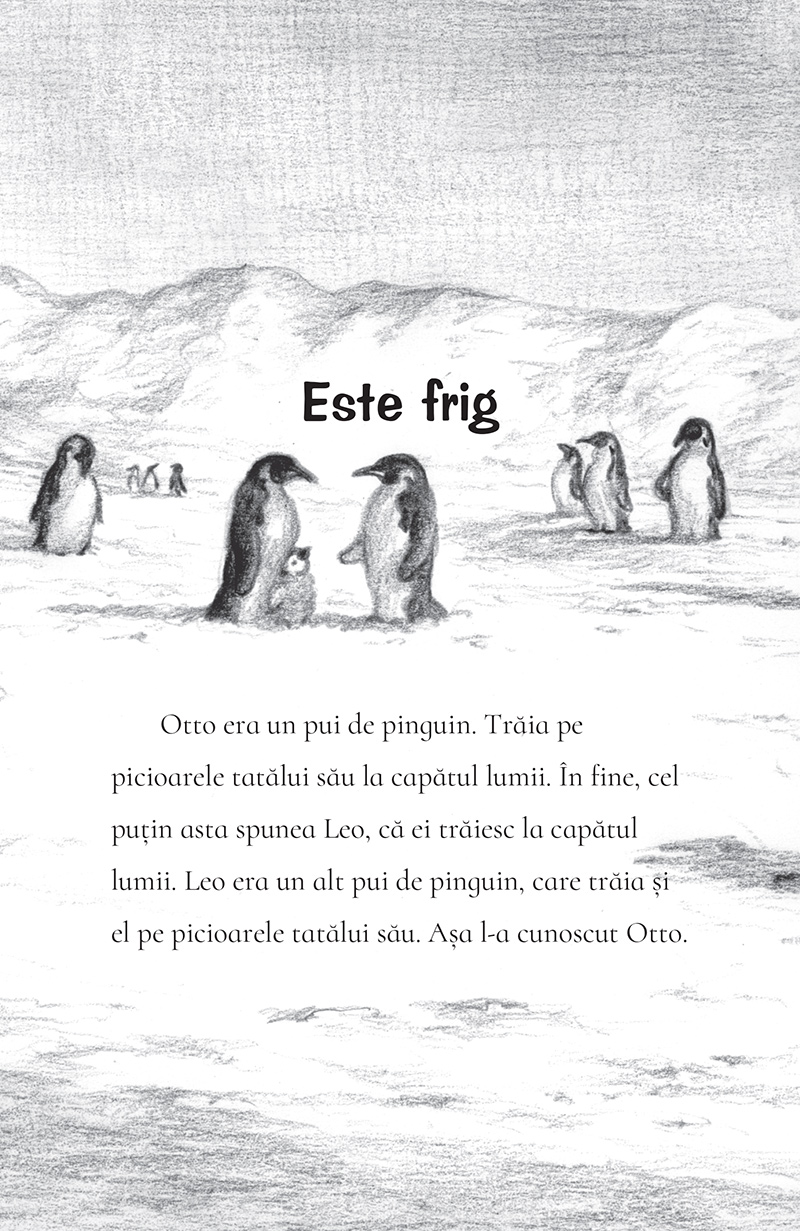 Este frig
Otto era un pui de pinguin. Trăia pe
picioarele tatălui său la capătul lumii. În fine, cel
puțin asta spunea Leo, că ei trăiesc la capătul
lumii. Leo era un alt pui de pinguin, care trăia și
el pe picioarele tatălui său. Așa l-a cunoscut Otto.